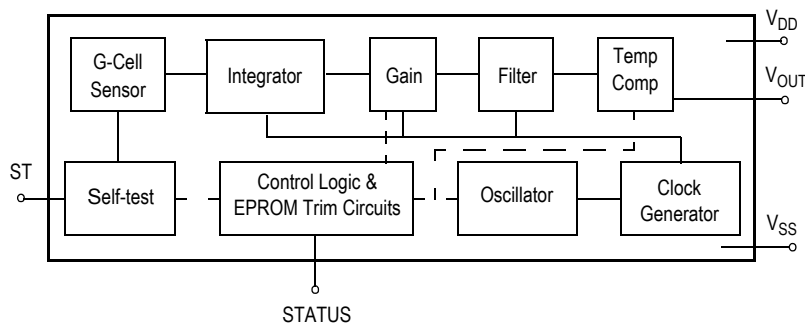 G-Cell
Sensor
Integrator
Gain
Filter
Temp
Comp
VDD
VOUT
ST
Self-test
Control Logic &
EPROM Trim Circuits
Oscillator
Clock
Generator
VSS
STATUS